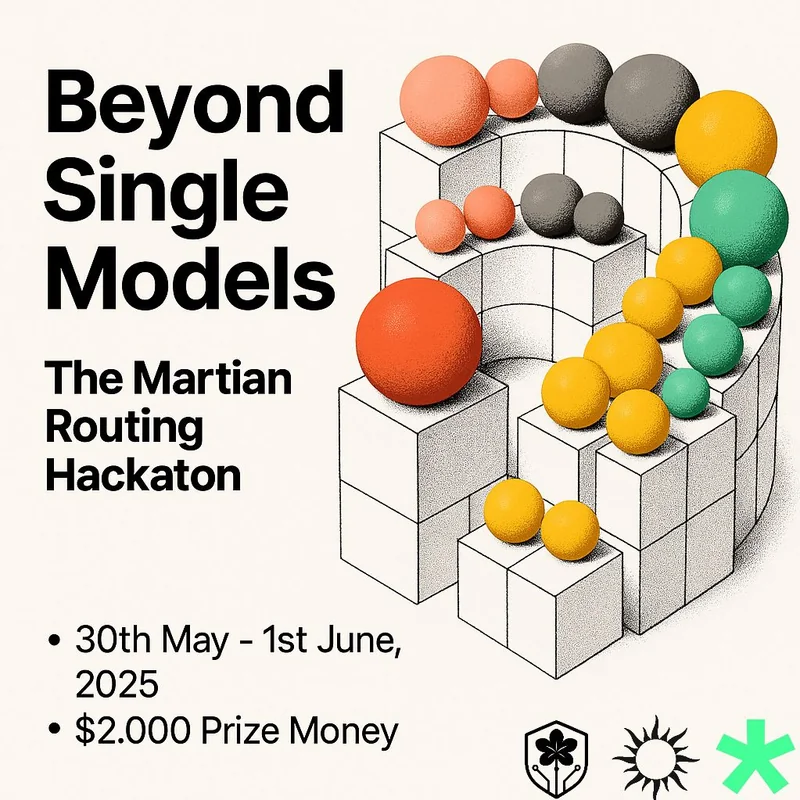 Beyond
Single
Models
The Martian
Routing
Hackaton
• 30th May - 1st June,
2025
• $2.000 Prize Money